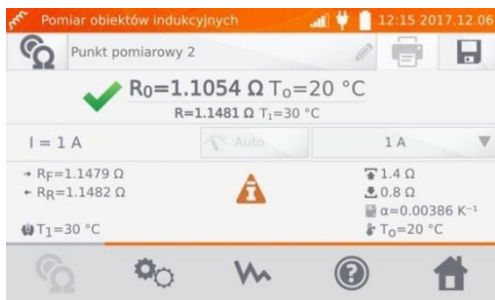 Pomiar obiektów indukcyjnych 12:15 2017.12.06
Punkt pomiarowy 2
R0=1.1054 Ω To=20 °C
R=1.1481 Ω T1=30 °C
I = 1 A Auto 1 A
RF=1.1479 Ω 1.4 Ω
RR=1.1482 Ω 0.8 Ω
α=0.00386 K⁻¹
T1=30 °C To=20 °C